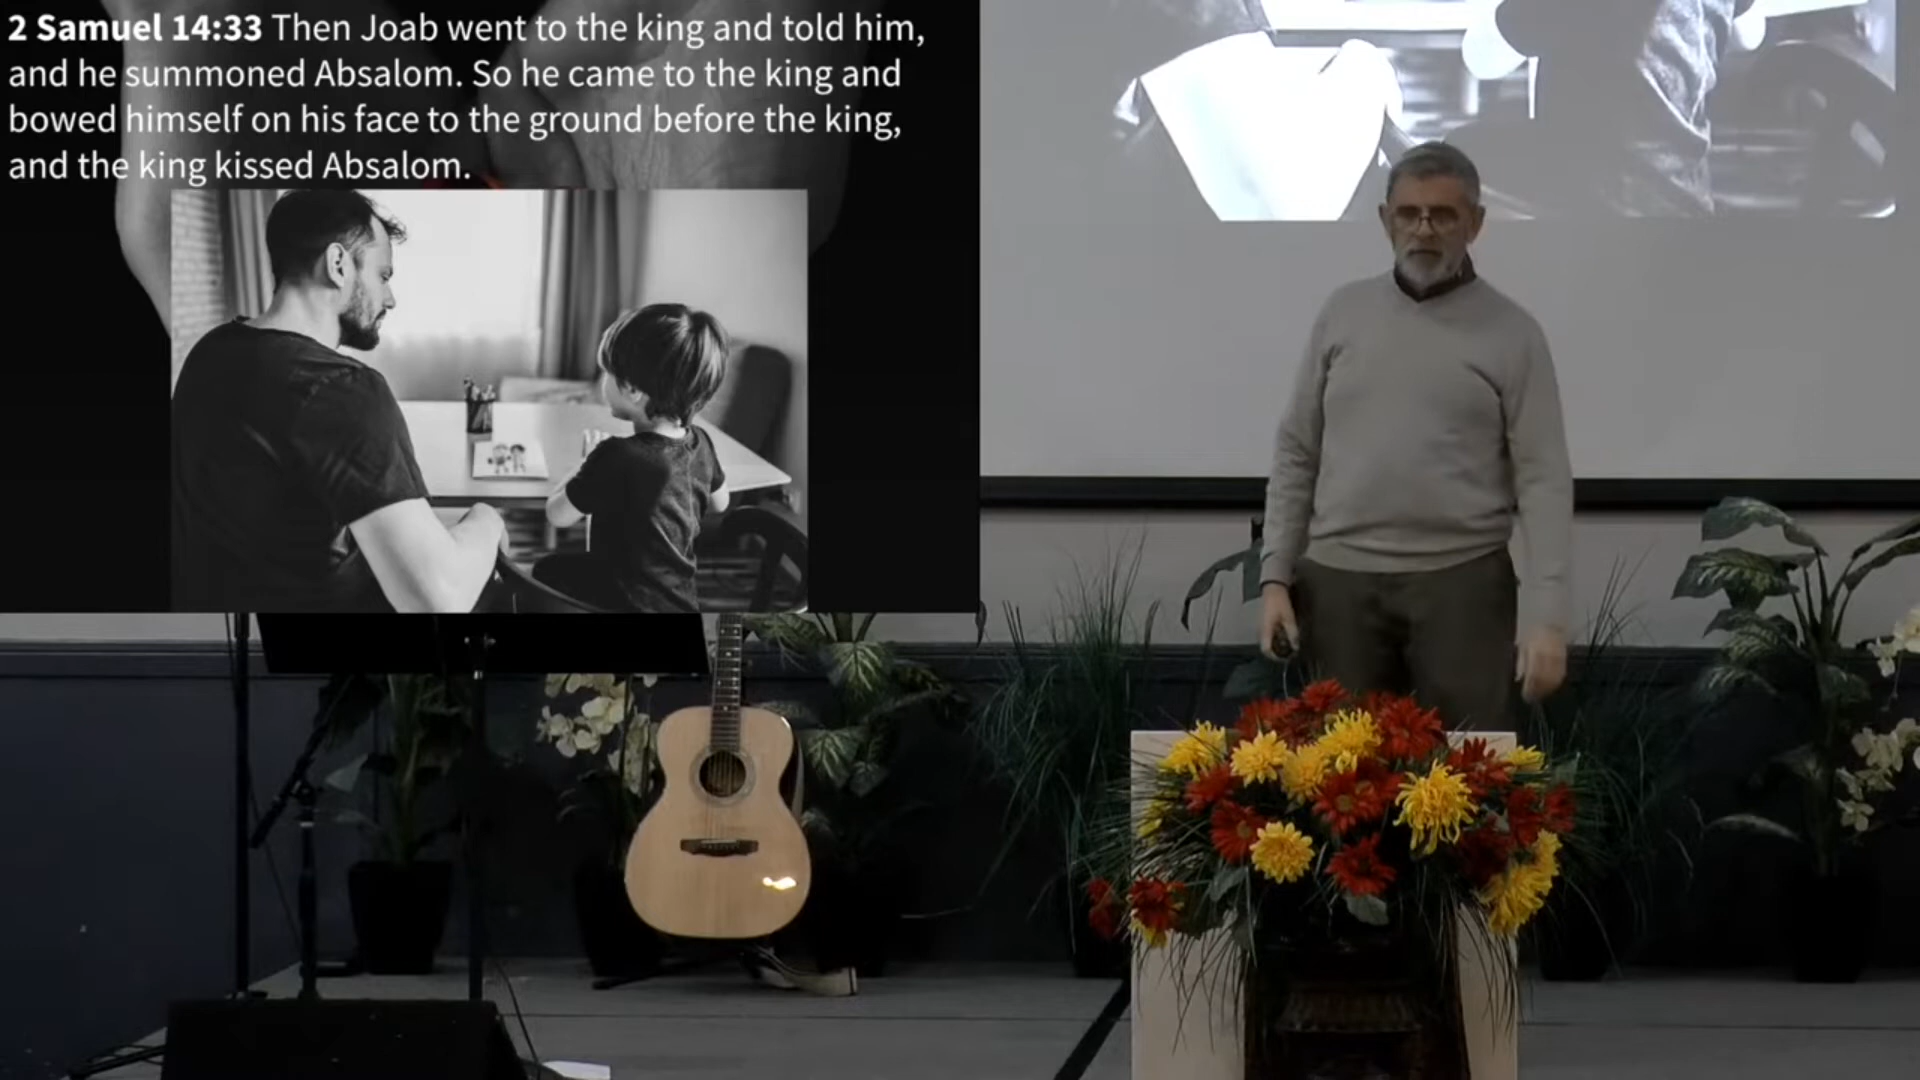 2 Samuel 14:33 Then Joab went to the king and told him,
and he summoned Absalom. So he came to the king and
bowed himself on his face to the ground before the king,
and the king kissed Absalom.